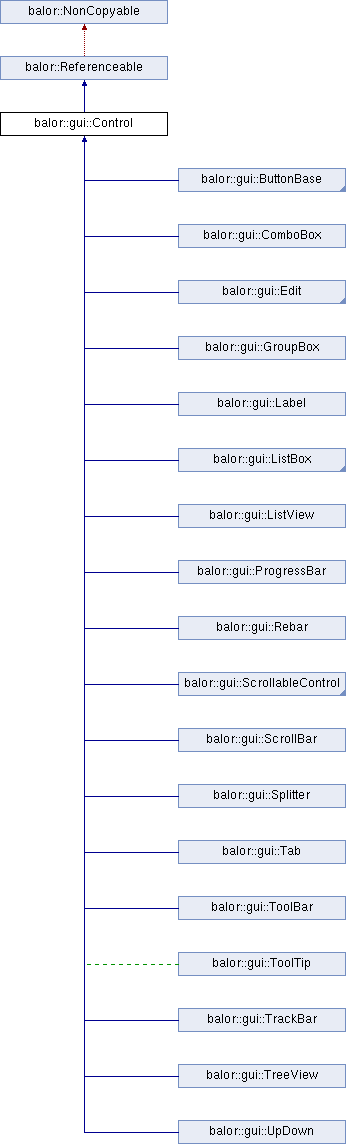 balor::NonCopyable
balor::Referenceable
balor::gui::Control
balor::gui::ButtonBase
balor::gui::ComboBox
balor::gui::Edit
balor::gui::GroupBox
balor::gui::Label
balor::gui::ListBox
balor::gui::ListView
balor::gui::ProgressBar
balor::gui::Rebar
balor::gui::ScrollableControl
balor::gui::ScrollBar
balor::gui::Splitter
balor::gui::Tab
balor::gui::ToolBar
balor::gui::ToolTip
balor::gui::TrackBar
balor::gui::TreeView
balor::gui::UpDown